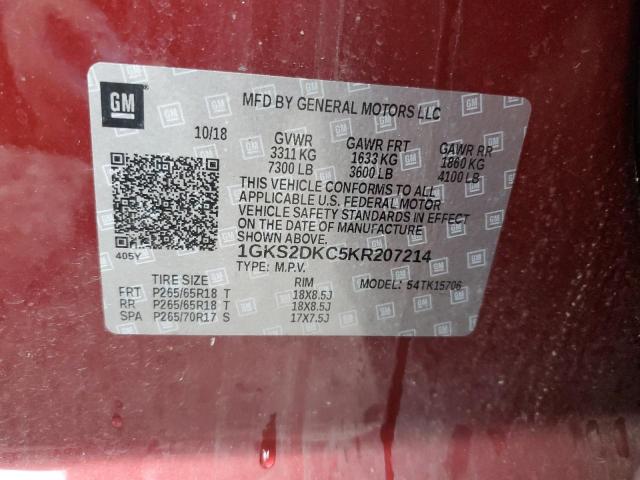 GM
MFD BY GENERAL MOTORS LLC
10/18 GVWR GAWR FRT GAWR RR
3311 KG 1633 KG 1860 KG
7300 LB 3600 LB 4100 LB
THIS VEHICLE CONFORMS TO ALL
APPLICABLE U.S. FEDERAL MOTOR
VEHICLE SAFETY STANDARDS IN EFFECT
ON THE DATE OF MANUFACTURE
SHOWN ABOVE.
405Y
1GKS2DKC5KR207214
TYPE: M.P.V.
TIRE SIZE RIM MODEL: 54TK15706
FRT P265/65R18 T 18X8.5J
RR P265/65R18 T 18X8.5J
SPA P265/70R17 S 17X7.5J